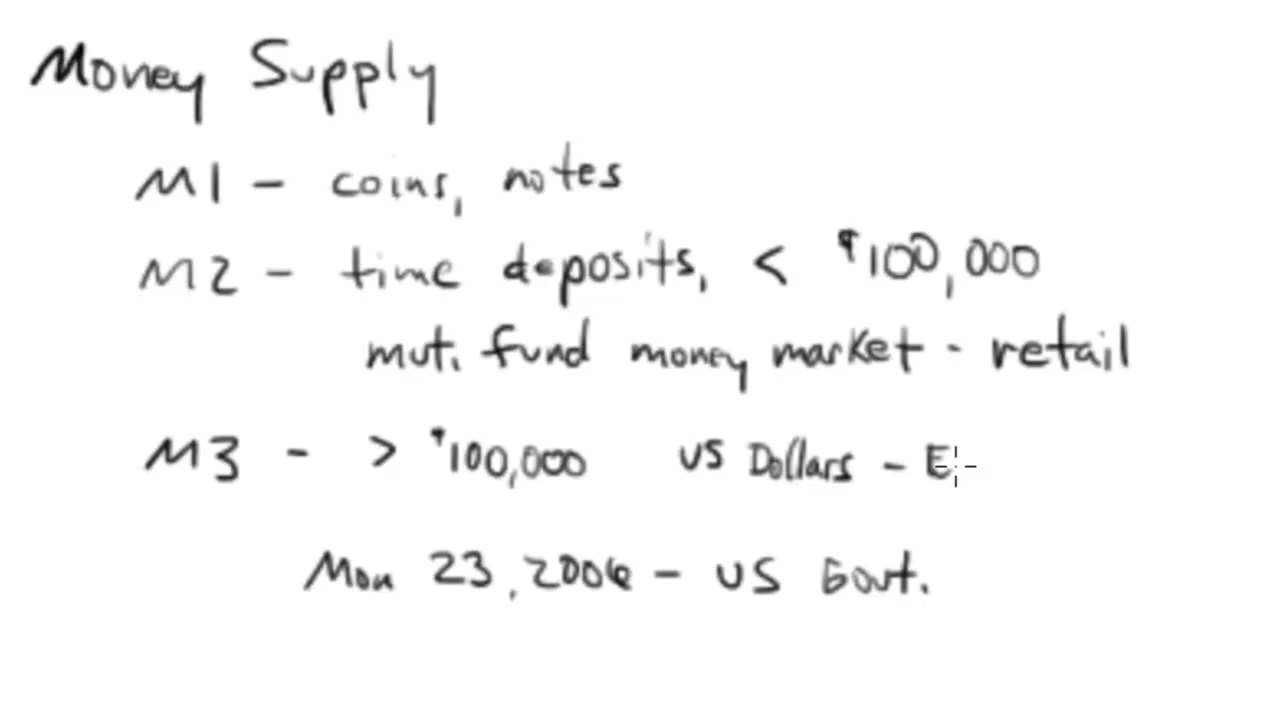 Money Supply
M1 - coins, notes
M2 - time deposits, < $100,000
mut. fund money market - retail
M3 - > $100,000 US Dollars - E
Mon 23, 2006 - US Govt.